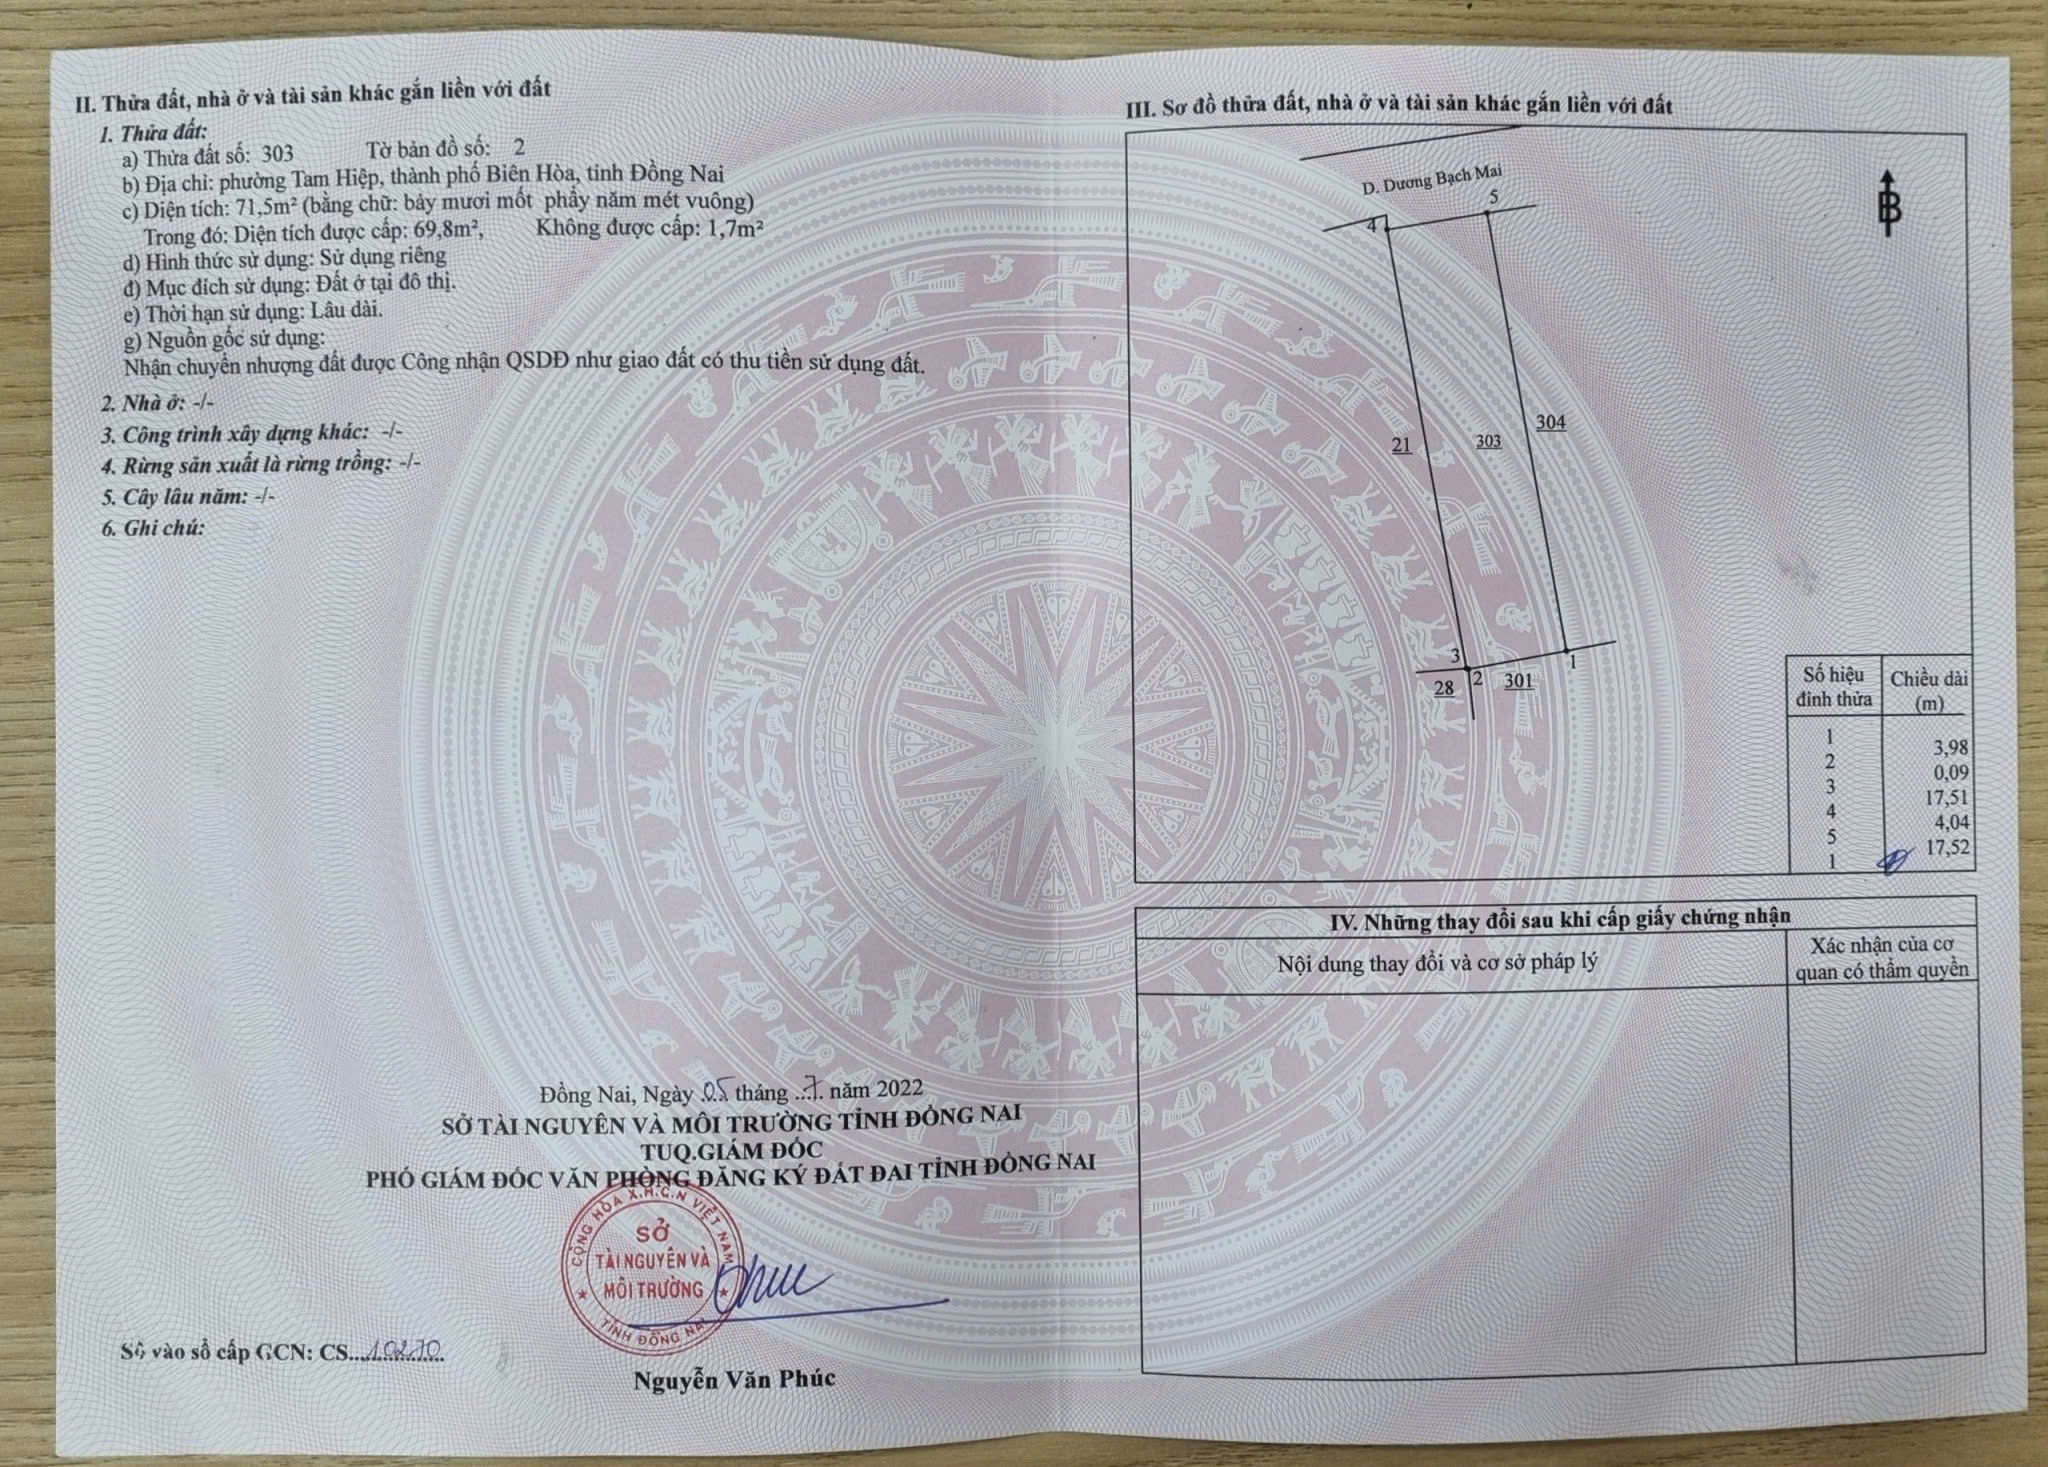 II. Thửa đất, nhà ở và tài sản khác gắn liền với đất
1. Thửa đất:
a) Thửa đất số: 303 Tờ bản đồ số: 2
b) Địa chỉ: phường Tam Hiệp, thành phố Biên Hòa, tỉnh Đồng Nai
c) Diện tích: 71,5m² (bằng chữ: bảy mươi mốt phẩy năm mét vuông)
Trong đó: Diện tích được cấp: 69,8m², Không được cấp: 1,7m²
d) Hình thức sử dụng: Sử dụng riêng
đ) Mục đích sử dụng: Đất ở tại đô thị.
e) Thời hạn sử dụng: Lâu dài.
g) Nguồn gốc sử dụng:
Nhận chuyển nhượng đất được Công nhận QSDĐ như giao đất có thu tiền sử dụng đất.
2. Nhà ở: -/-
3. Công trình xây dựng khác: -/-
4. Rừng sản xuất là rừng trồng: -/-
5. Cây lâu năm: -/-
6. Ghi chú:
Đồng Nai, Ngày 05 tháng 7 năm 2022
SỞ TÀI NGUYÊN VÀ MÔI TRƯỜNG TỈNH ĐỒNG NAI
TUQ.GIÁM ĐỐC
PHÓ GIÁM ĐỐC VĂN PHÒNG ĐĂNG KÝ ĐẤT ĐAI TỈNH ĐỒNG NAI
CỘNG HÒA X.H.C.N VIỆT NAM
SỞ
TÀI NGUYÊN VÀ
MÔI TRƯỜNG
TỈNH ĐỒNG NAI
Số vào sổ cấp GCN: CS...10270
Nguyễn Văn Phúc
III. Sơ đồ thửa đất, nhà ở và tài sản khác gắn liền với đất
D. Dương Bạch Mai
B
4
5
21
303
304
3
2
1
28
301
Số hiệu đỉnh thửa Chiều dài (m)
1
3,98
2
0,09
3
17,51
4
4,04
5
17,52
1
IV. Những thay đổi sau khi cấp giấy chứng nhận
Nội dung thay đổi và cơ sở pháp lý
Xác nhận của cơ
quan có thẩm quyền